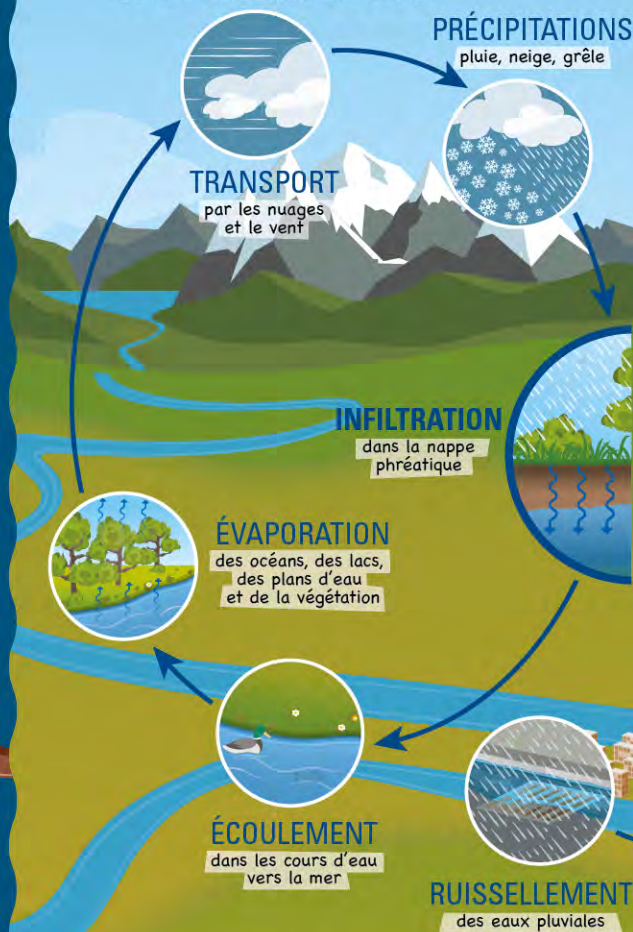 PRÉCIPITATIONS
pluie, neige, grêle
TRANSPORT
par les nuages
et le vent
INFILTRATION
dans la nappe
phréatique
ÉVAPORATION
des océans, des lacs,
des plans d'eau
et de la végétation
ÉCOULEMENT
dans les cours d'eau
vers la mer
RUISSELLEMENT
des eaux pluviales